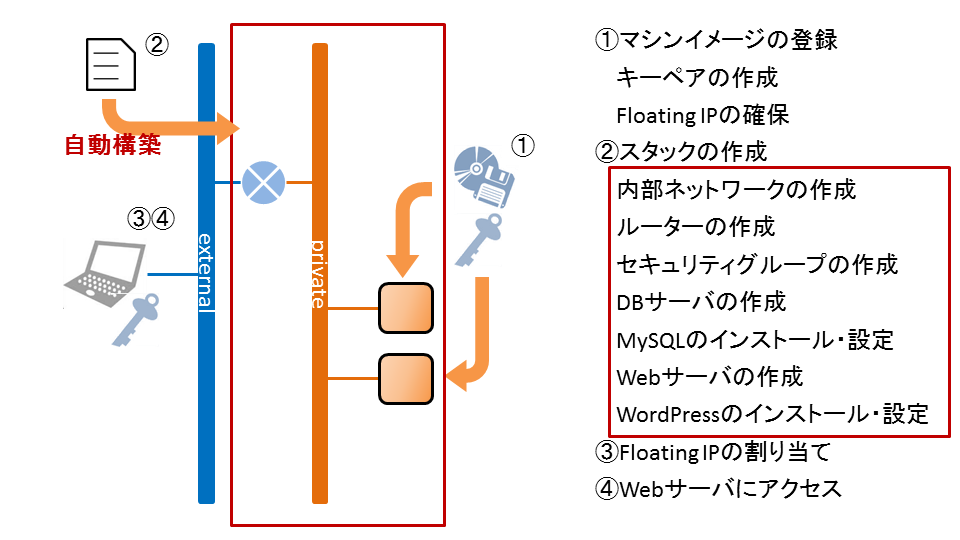 ②
自動構築
①
③④
external
private
①マシンイメージの登録
キーペアの作成
Floating IPの確保
②スタックの作成
内部ネットワークの作成
ルーターの作成
セキュリティグループの作成
DBサーバの作成
MySQLのインストール・設定
Webサーバの作成
WordPressのインストール・設定
③Floating IPの割り当て
④Webサーバにアクセス